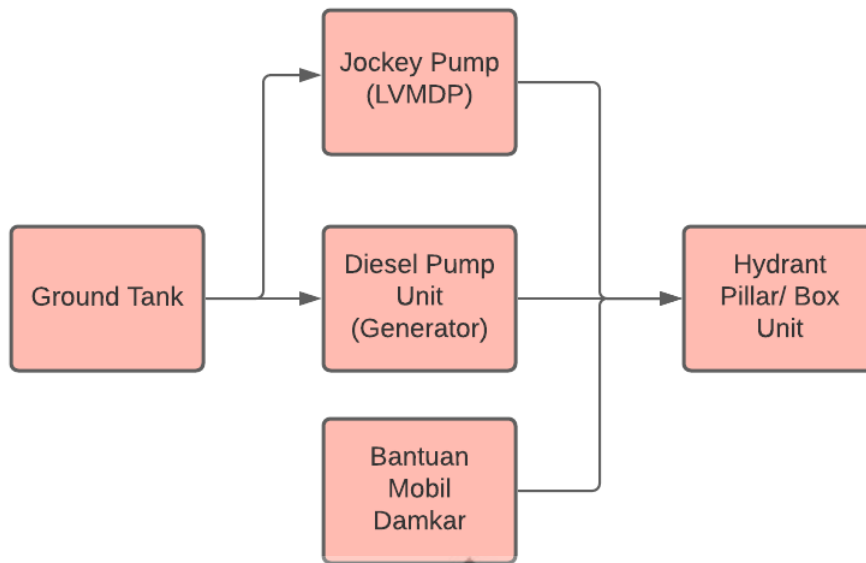 Jockey Pump
(LVMDP)
Ground Tank
Diesel Pump
Unit
(Generator)
Hydrant
Pillar/ Box
Unit
Bantuan
Mobil
Damkar